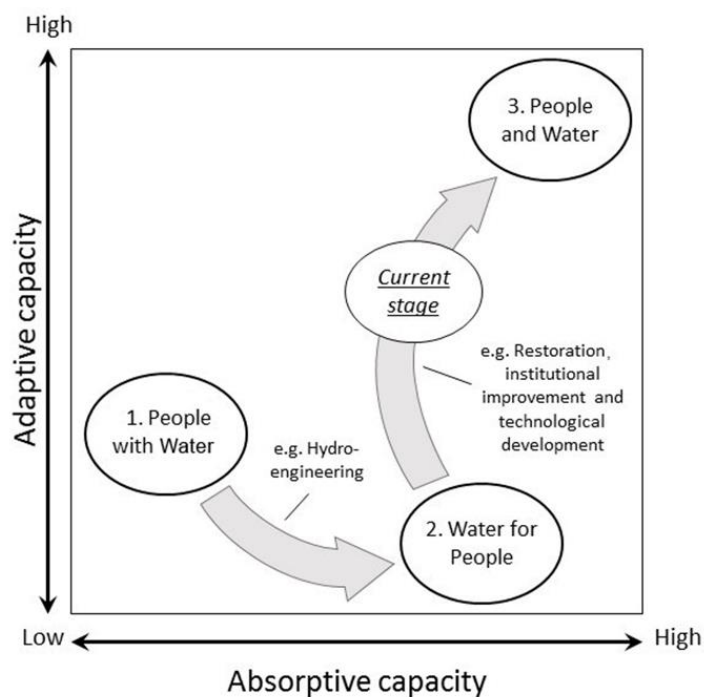 High
3. People
and Water
Current
stage
Adaptive capacity
e.g. Restoration,
institutional
improvement and
technological
development
1. People
with Water
e.g. Hydro-
engineering
2. Water for
People
Low
High
Absorptive capacity